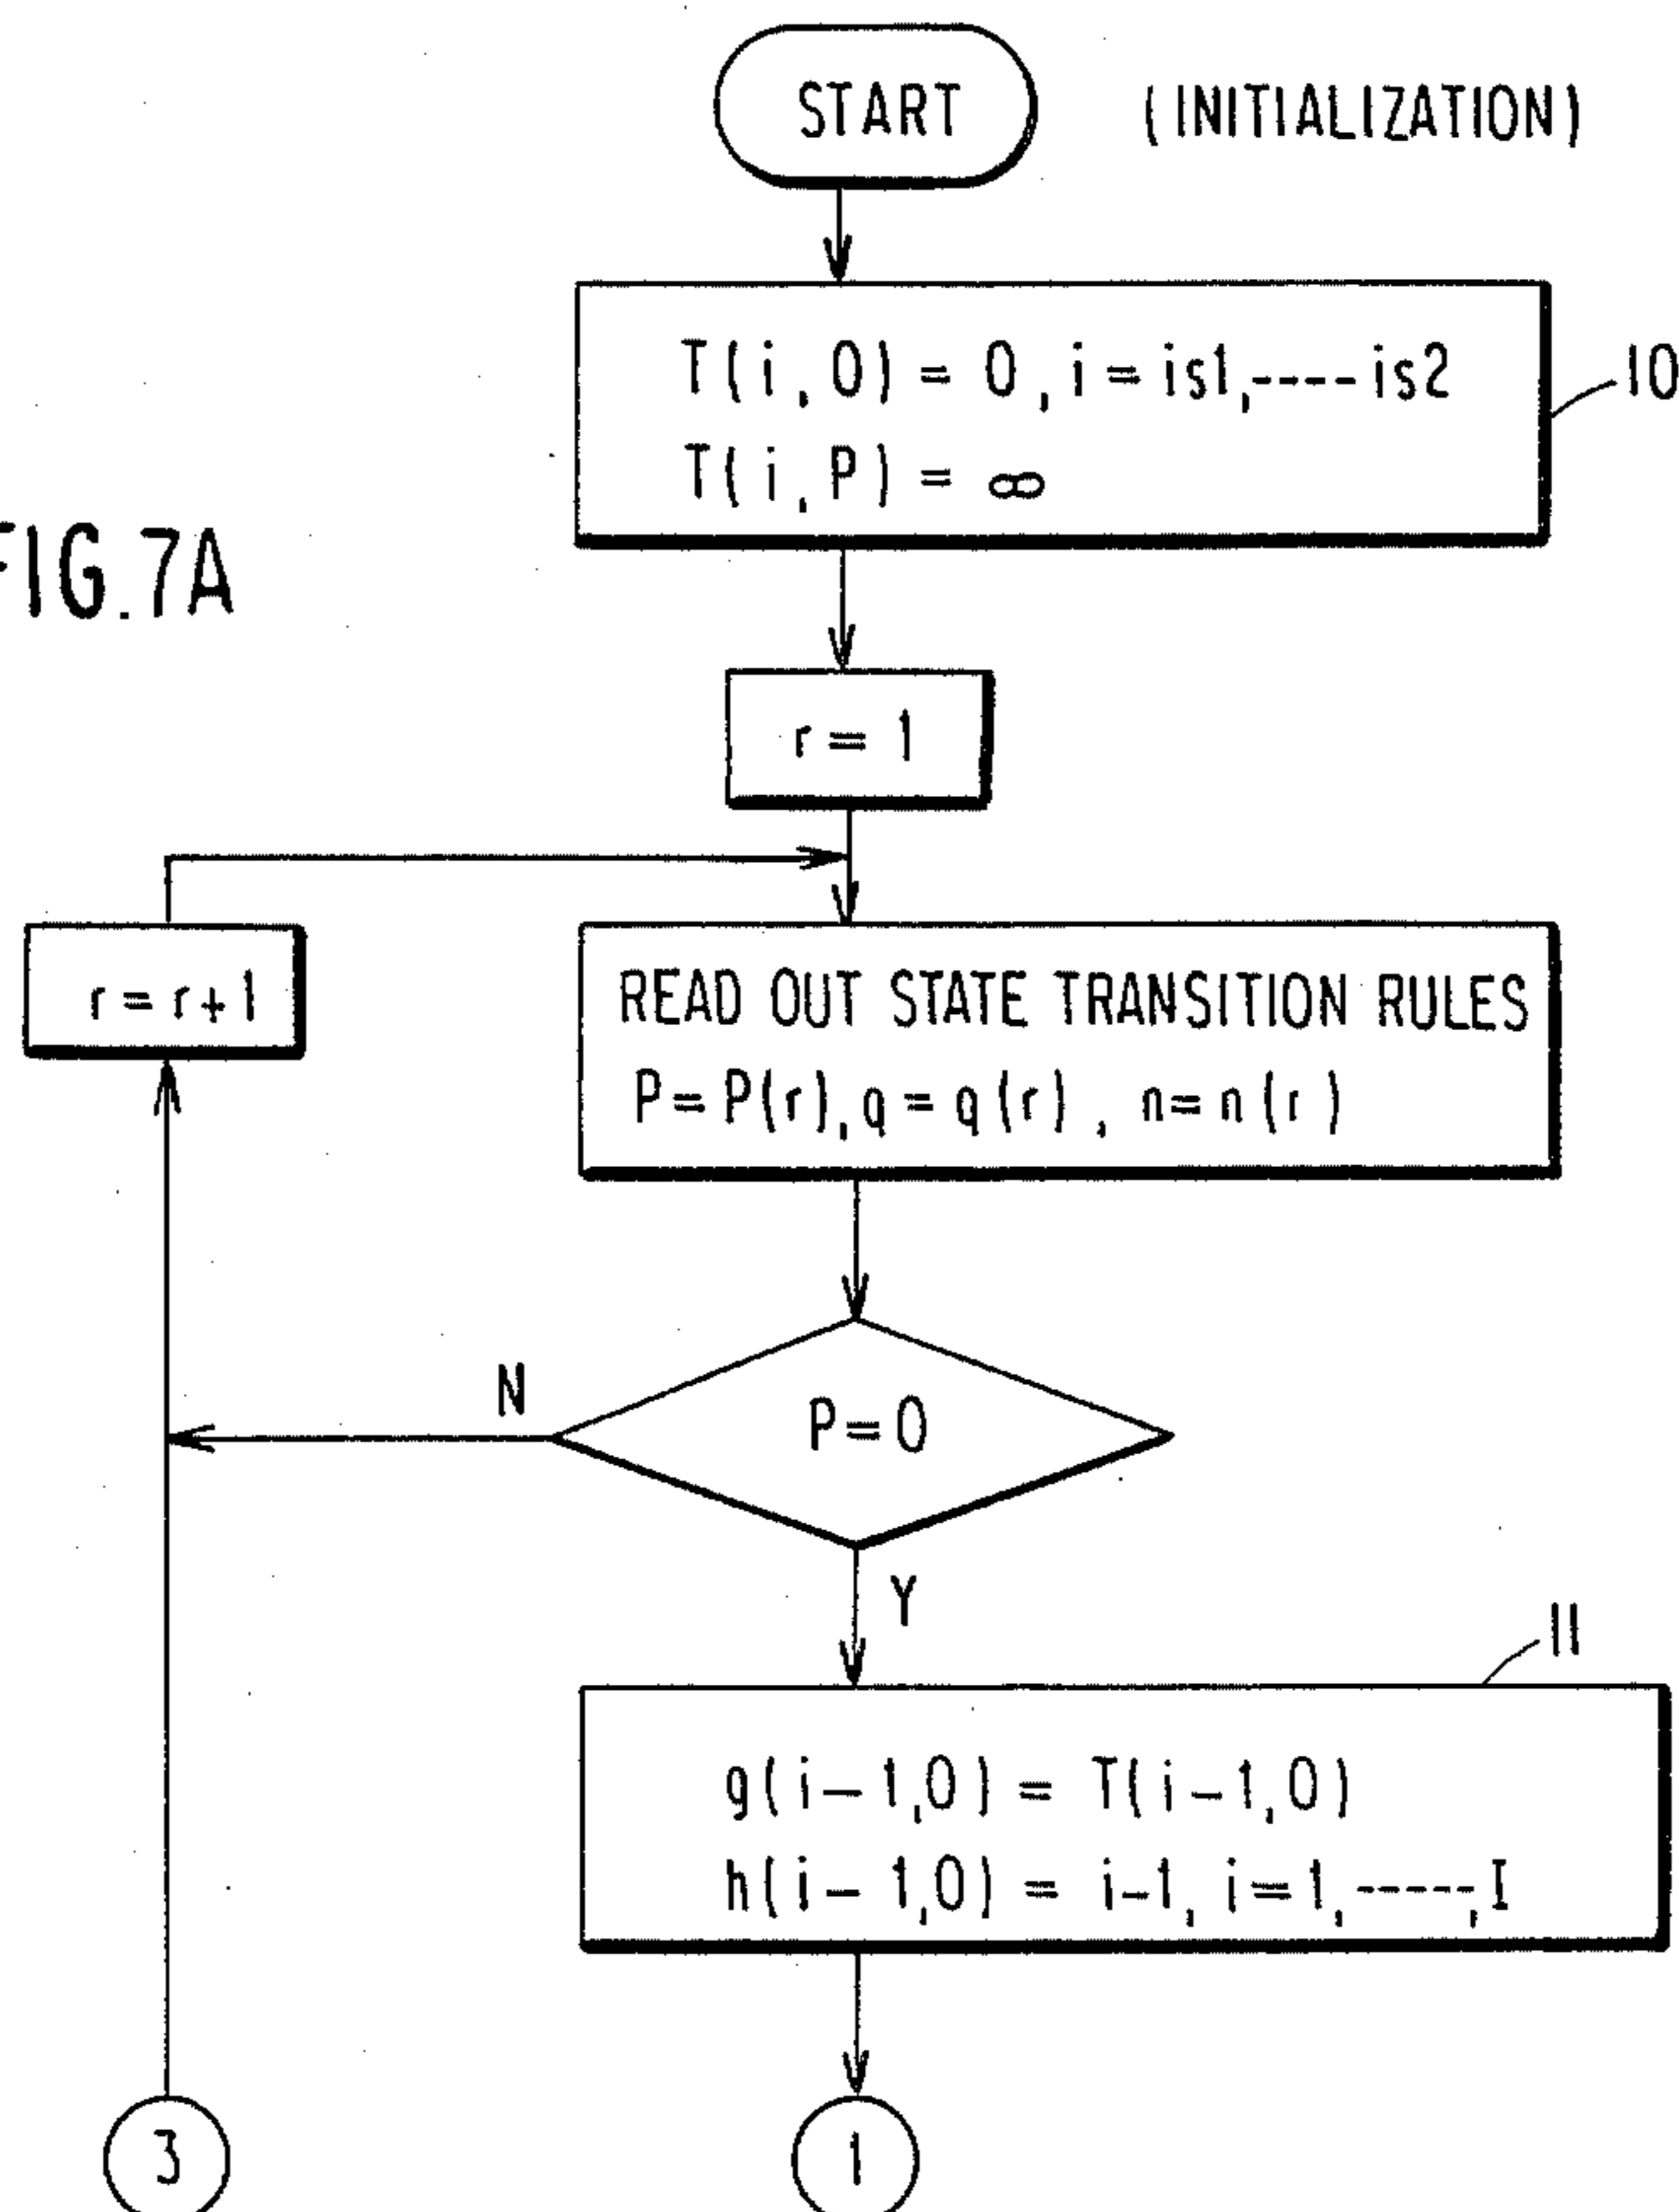 START
(INITIALIZATION)
T(i,0) = 0, i = is1,----is2
T(i,P) = ∞
10
FIG.7A
r = 1
r = r+1
READ OUT STATE TRANSITION RULES
P = P(r), q = q(r), n = n(r)
N
P=0
Y
11
g(i-1,0) = T(i-1,0)
h(i-1,0) = i-1, i = 1,-----,I
3
1